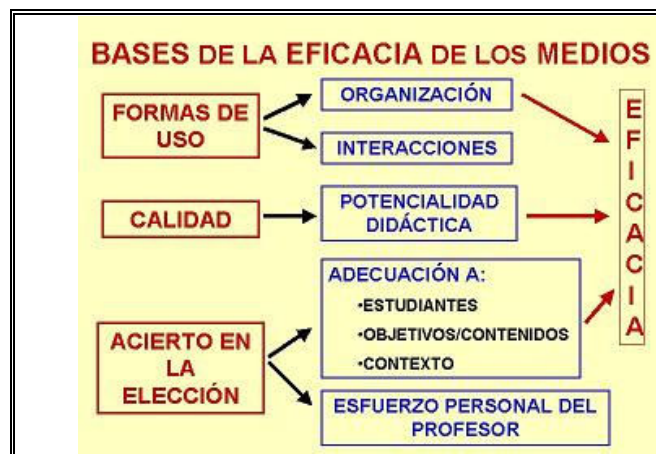 BASES DE LA EFICACIA DE LOS MEDIOS
FORMAS DE
USO
ORGANIZACIÓN
INTERACCIONES
CALIDAD
POTENCIALIDAD
DIDÁCTICA
ACIERTO EN
LA
ELECCIÓN
ADECUACIÓN A:
•ESTUDIANTES
•OBJETIVOS/CONTENIDOS
•CONTEXTO
ESFUERZO PERSONAL DEL
PROFESOR
EFICACIA